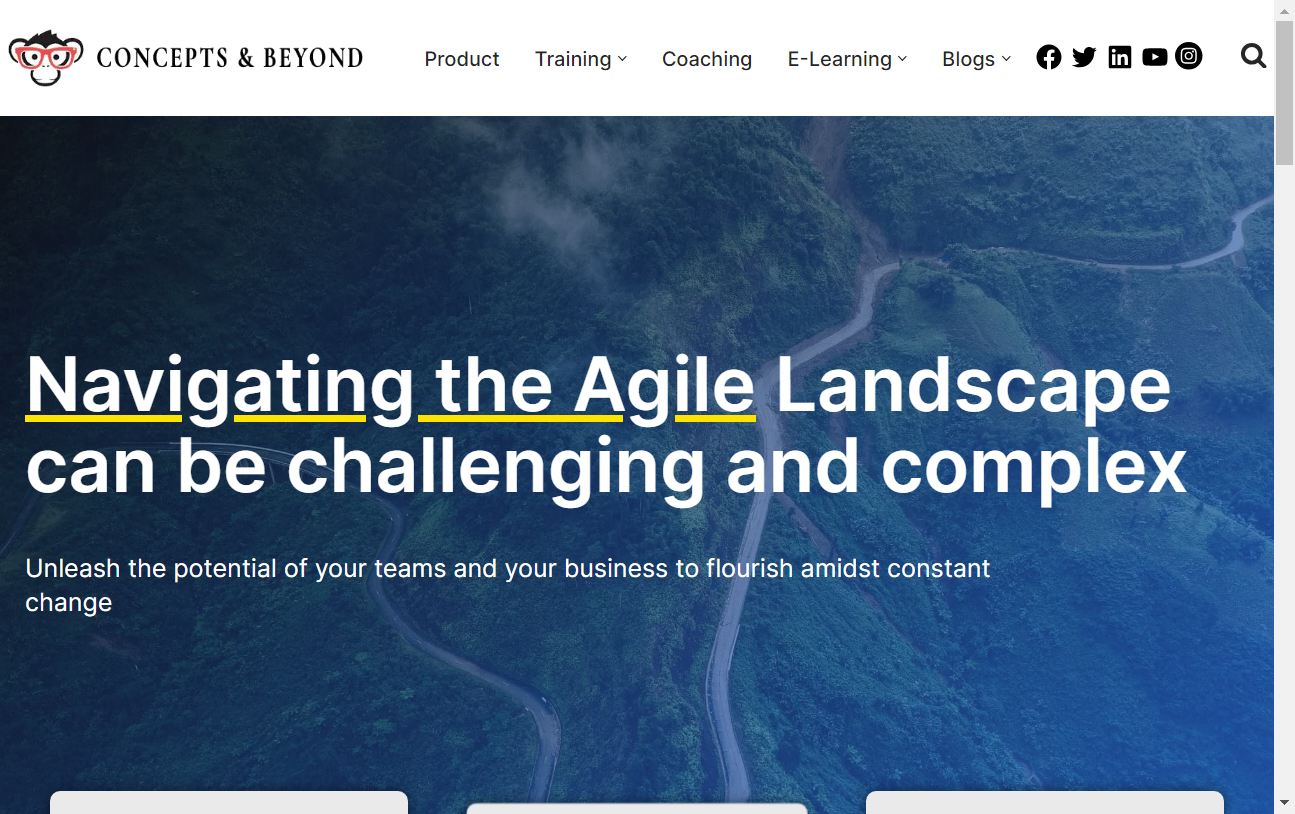 CONCEPTS & BEYOND
Product Training Coaching E-Learning Blogs
Navigating the Agile Landscape
can be challenging and complex
Unleash the potential of your teams and your business to flourish amidst constant
change